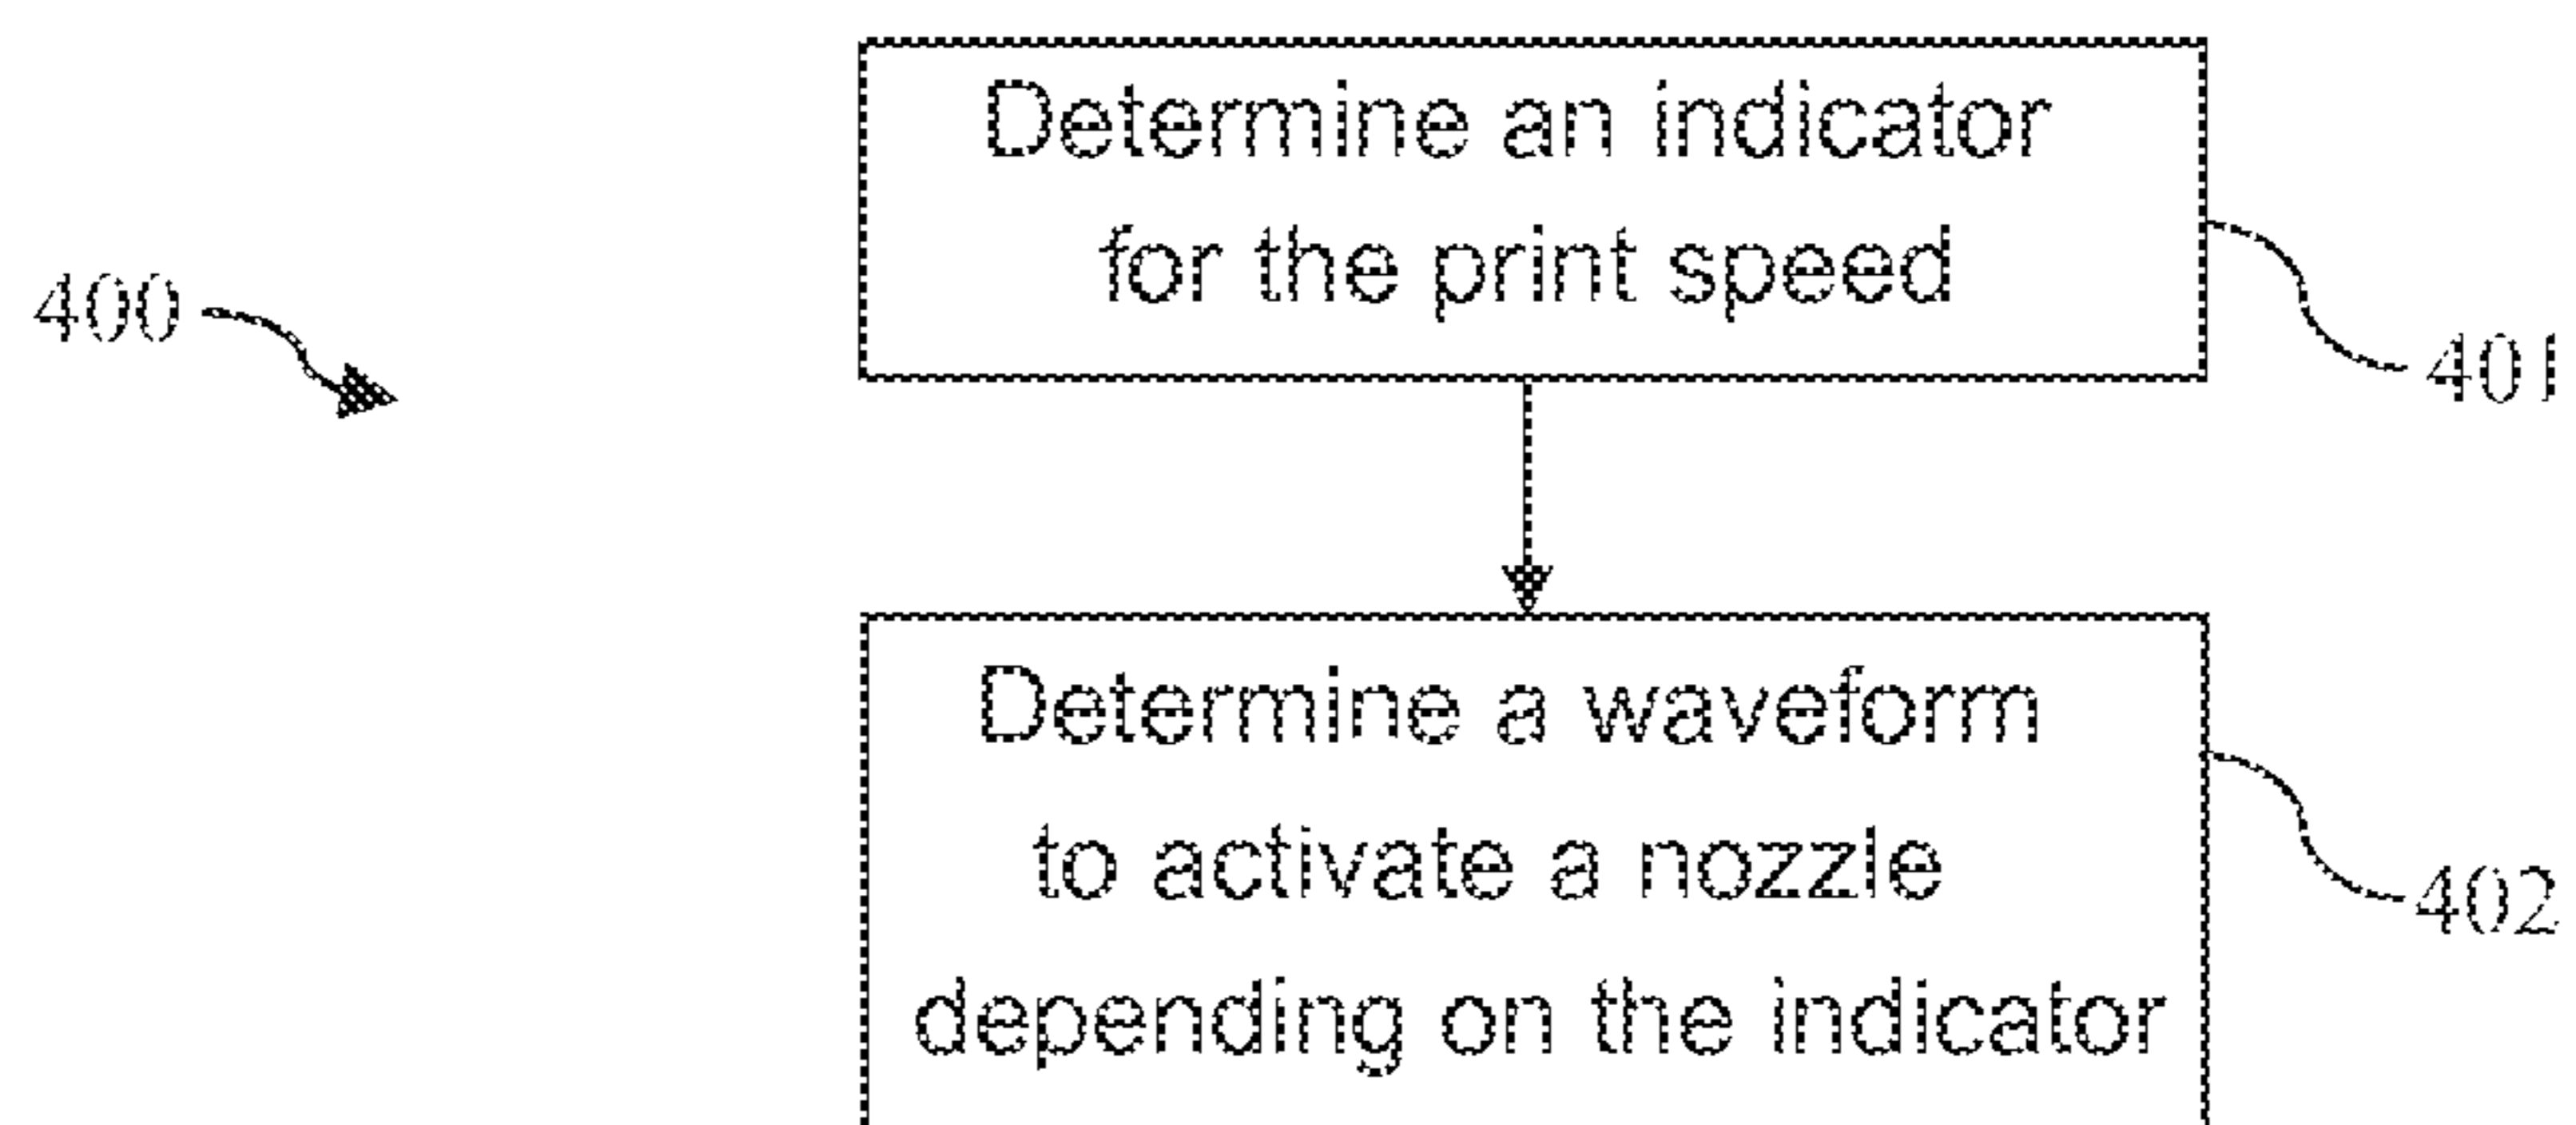 Determine an indicator
for the print speed
400
401
Determine a waveform
to activate a nozzle
depending on the indicator
402